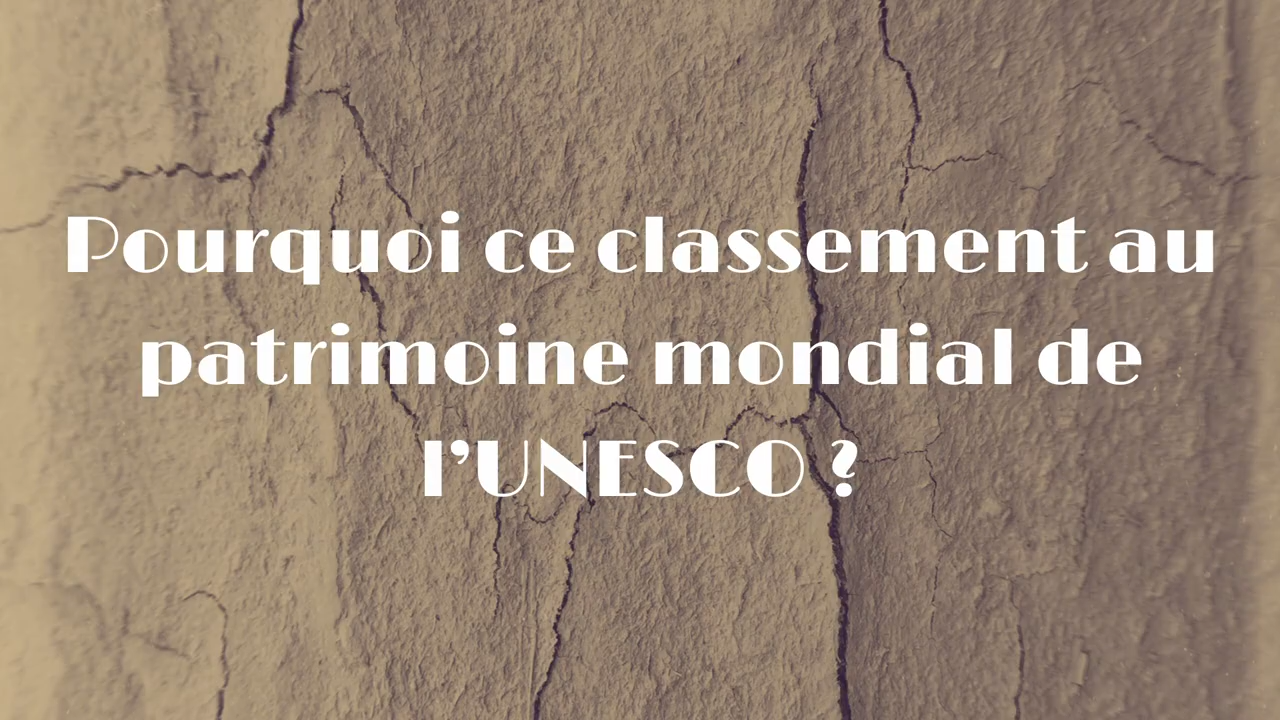 Pourquoi ce classement au
patrimoine mondial de
l’UNESCO ?